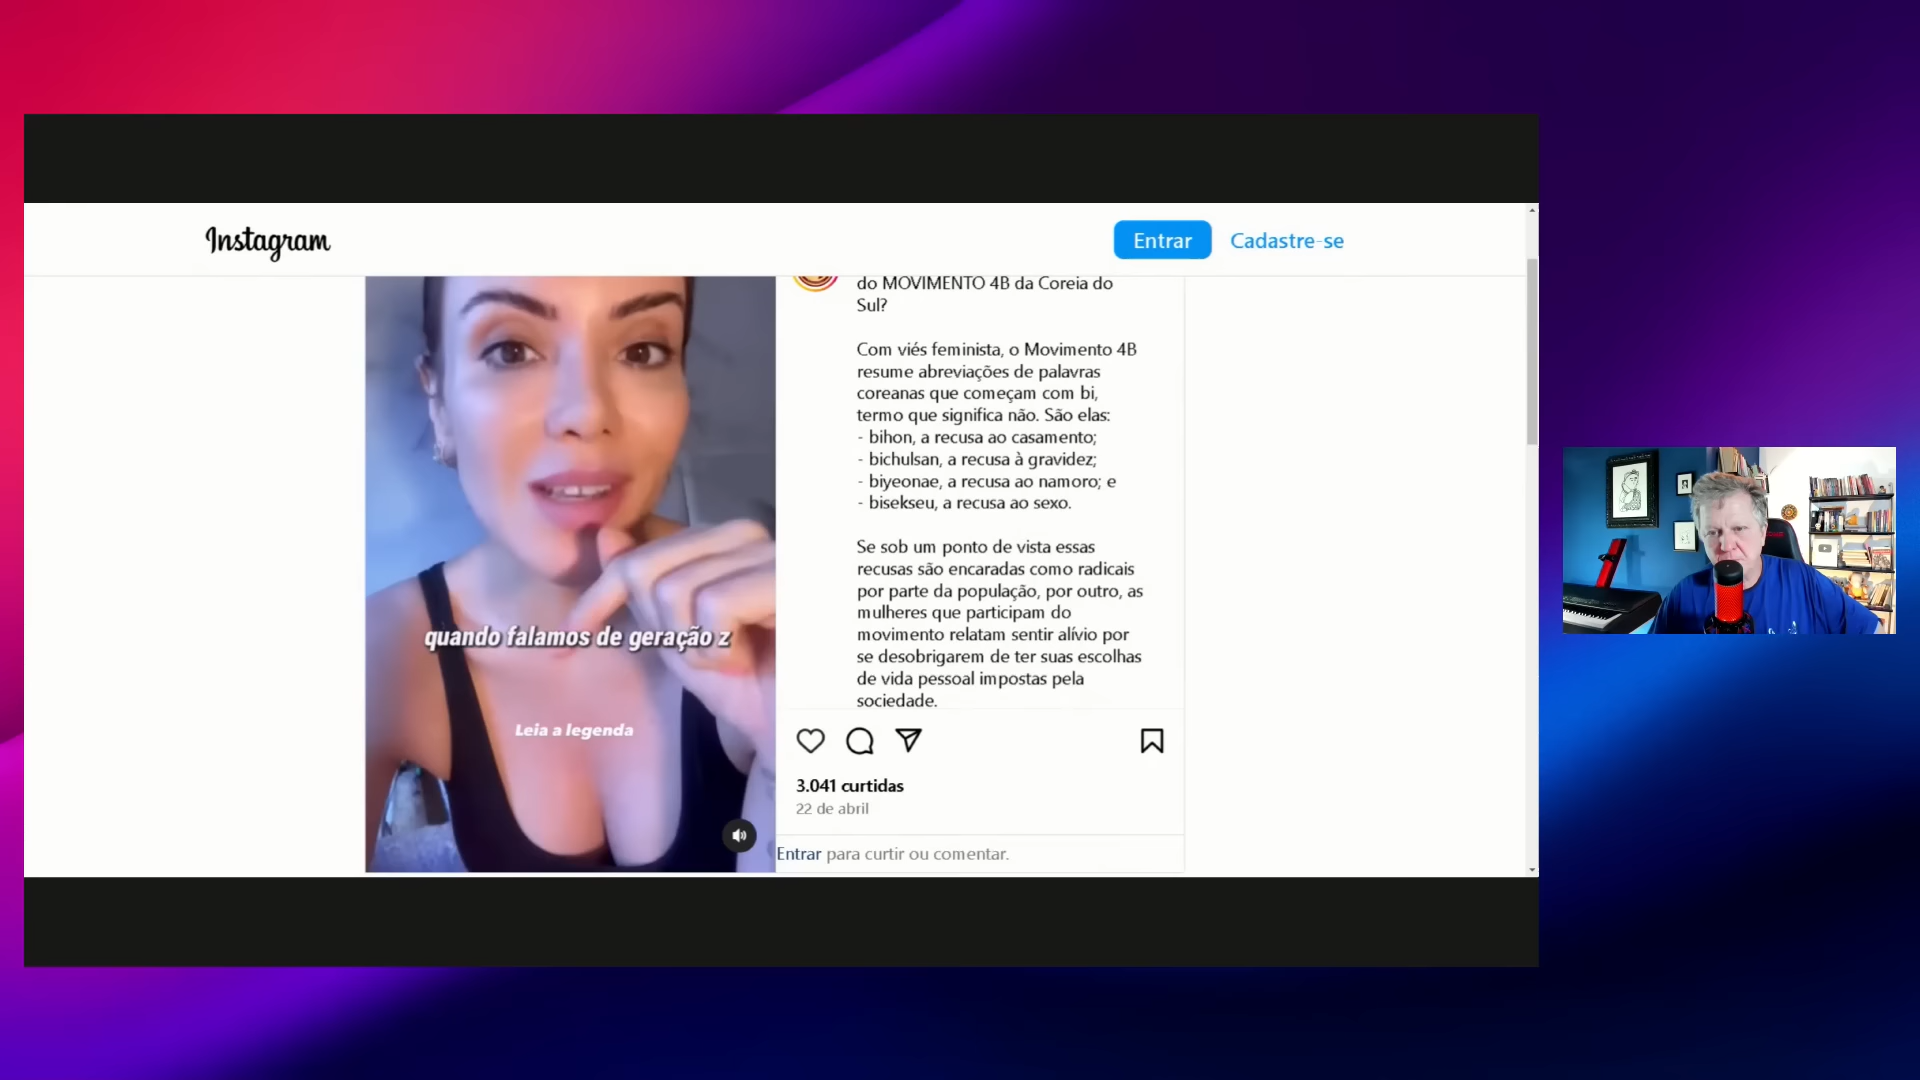 Instagram
Entrar
Cadastre-se
do MOVIMENTO 4B da Coreia do
Sul?
Com viés feminista, o Movimento 4B
resume abreviações de palavras
coreanas que começam com bi,
termo que significa não. São elas:
- bihon, a recusa ao casamento;
- bichulsan, a recusa à gravidez;
- biyeonae, a recusa ao namoro; e
- bisekseu, a recusa ao sexo.
Se sob um ponto de vista essas
recusas são encaradas como radicais
por parte da população, por outro, as
mulheres que participam do
movimento relatam sentir alívio por
se desobrigarem de ter suas escolhas
de vida pessoal impostas pela
sociedade.
quando falamos de geração z
Leia a legenda
3.041 curtidas
22 de abril
Entrar para curtir ou comentar.